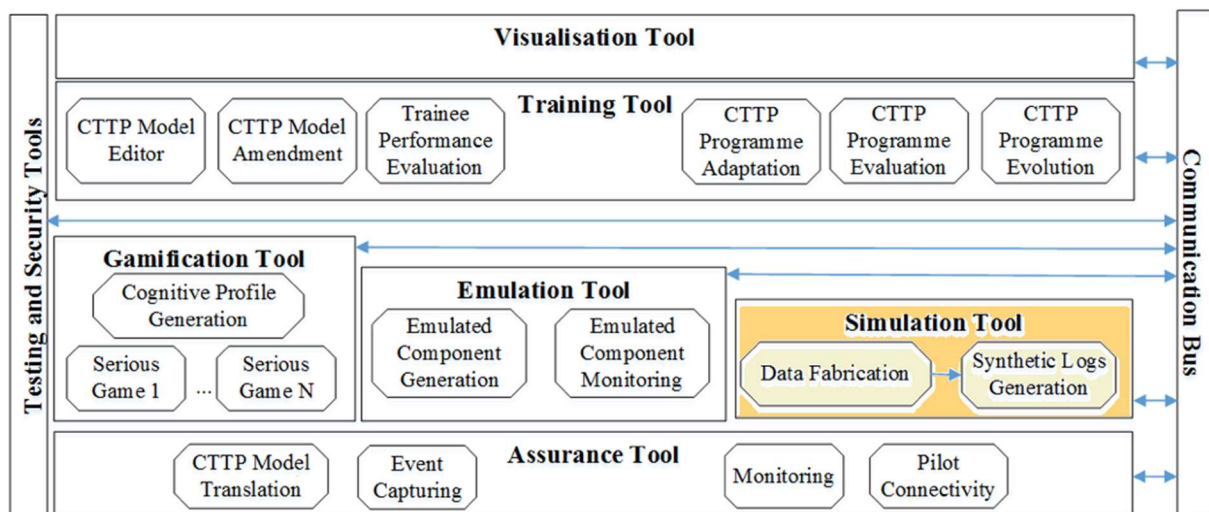 Testing and Security Tools
Visualisation Tool
Training Tool
CTTP Model
Editor
CTTP Model
Amendment
Trainee
Performance
Evaluation
CTTP
Programme
Adaptation
CTTP
Programme
Evaluation
CTTP
Programme
Evolution
Communication Bus
Gamification Tool
Cognitive Profile
Generation
Serious
Game 1
...
Serious
Game N
Emulation Tool
Emulated
Component
Generation
Emulated
Component
Monitoring
Simulation Tool
Data Fabrication
Synthetic Logs
Generation
Assurance Tool
CTTP Model
Translation
Event
Capturing
Monitoring
Pilot
Connectivity